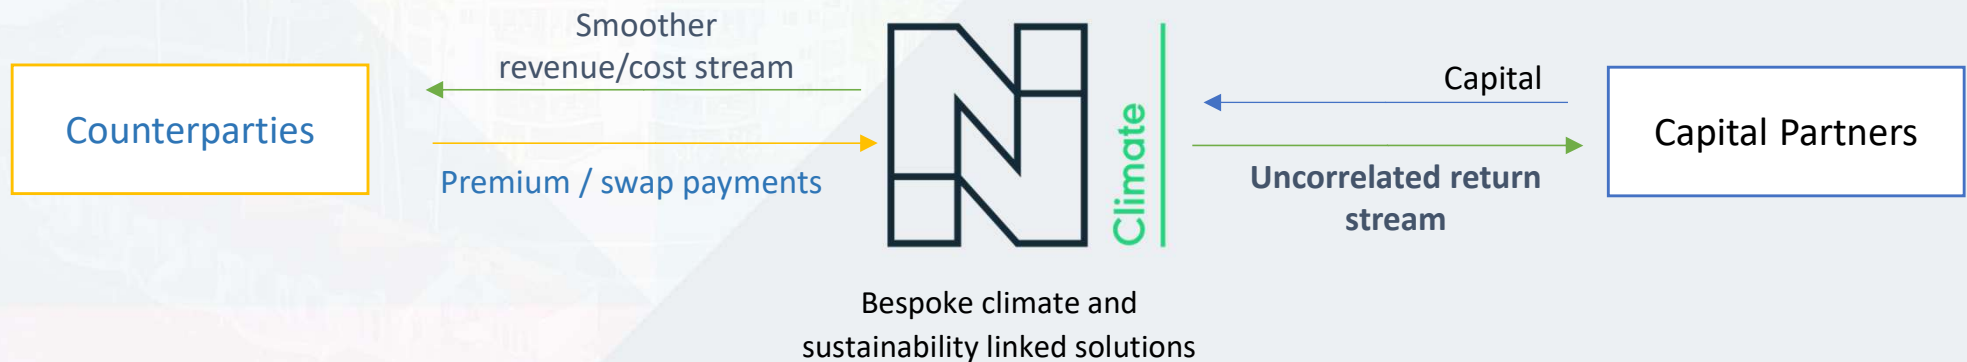 Smoother
revenue/cost stream
Counterparties
Premium / swap payments
Climate
Capital
Uncorrelated return
stream
Capital Partners
Bespoke climate and
sustainability linked solutions